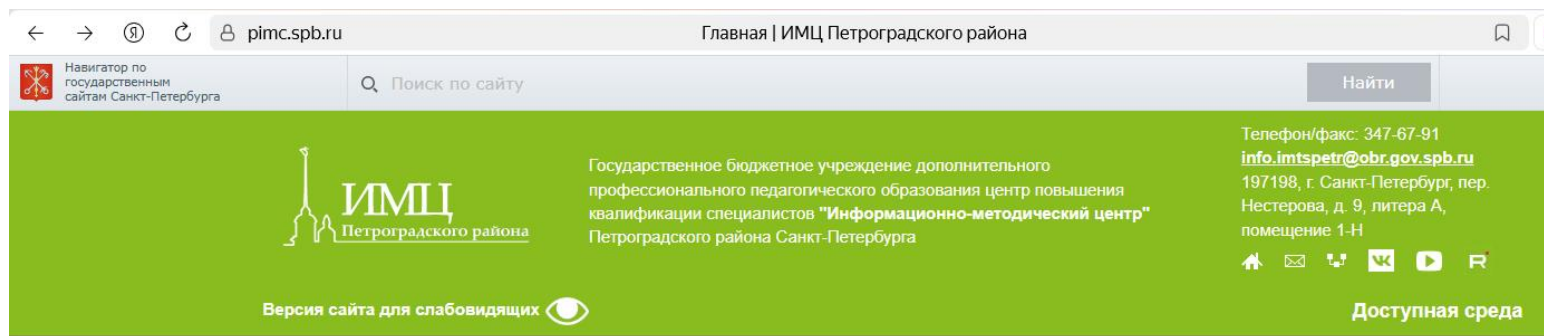 pimc.spb.ru
Главная | ИМЦ Петроградского района
Навигатор по
государственным
сайтам Санкт-Петербурга
Поиск по сайту
Найти
ИМЦ
Петроградского района
Государственное бюджетное учреждение дополнительного
профессионального педагогического образования центр повышения
квалификации специалистов "Информационно-методический центр"
Петроградского района Санкт-Петербурга
Телефон/факс: 347-67-91
info.imtspetr@obr.gov.spb.ru
197198, г. Санкт-Петербург, пер.
Нестерова, д. 9, литера А,
помещение 1-Н
Версия сайта для слабовидящих
Доступная среда